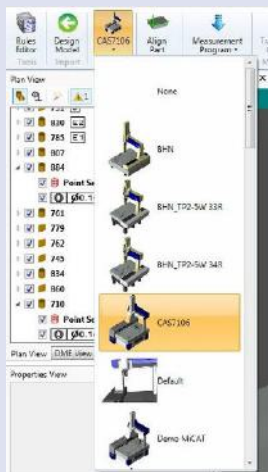 Rules
Editor
Design
Model
CAS7106
Align
Part
Measurement
Program
Tools
Import
Plan View
830
785
807
884
Point Se
761
779
762
745
834
860
710
Point Se
Plan View
DME View
Properties View
None
BHN
BHN_TP2-5W 33R
BHN_TP2-5W 34R
CAS7106
Default
Demo MiCAT